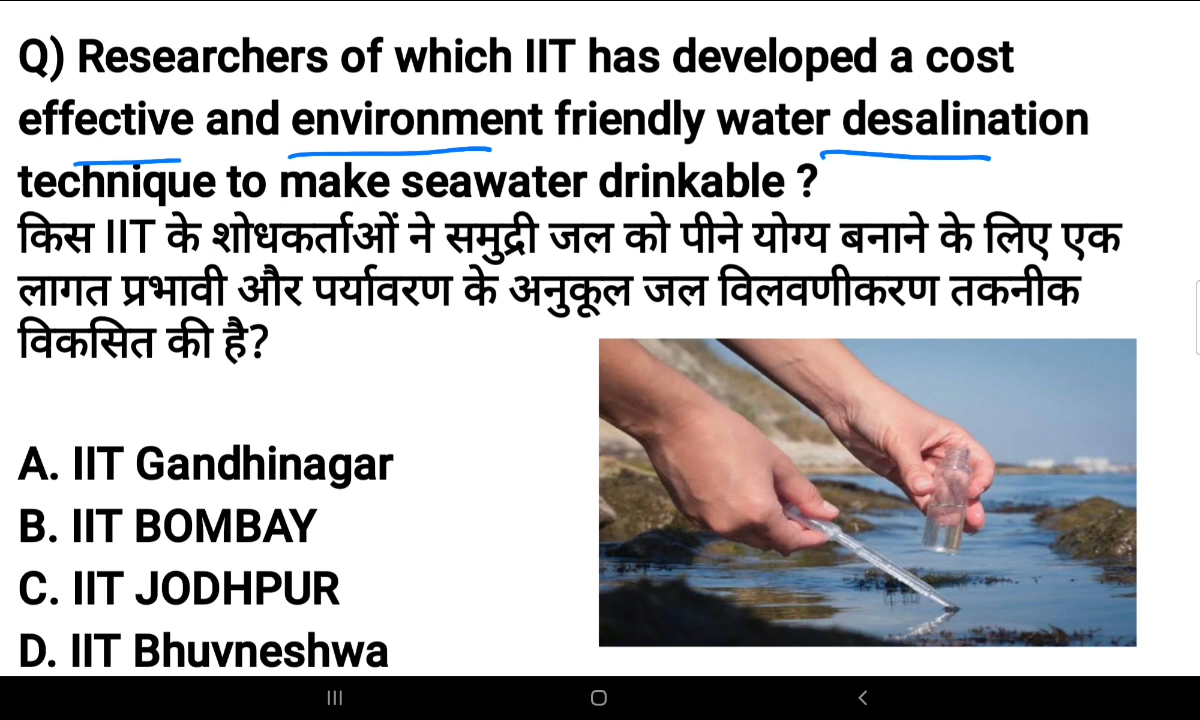 Q) Researchers of which IIT has developed a cost
effective and environment friendly water desalination
technique to make seawater drinkable ?
किस IIT के शोधकर्ताओं ने समुद्री जल को पीने योग्य बनाने के लिए एक
लागत प्रभावी और पर्यावरण के अनुकूल जल विलवणीकरण तकनीक
विकसित की है?
A. IIT Gandhinagar
B. IIT BOMBAY
C. IIT JODHPUR
D. IIT Bhuvneshwa